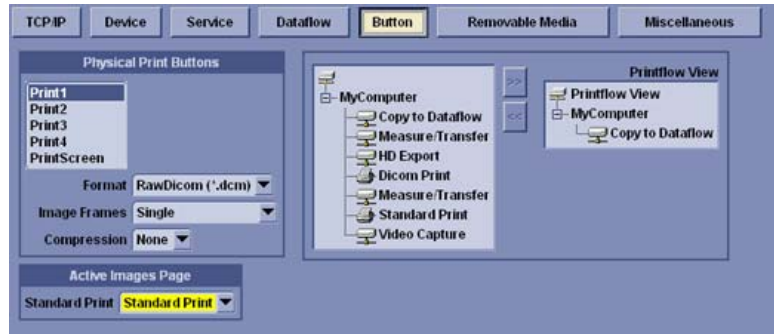 TCP/IP Device Service Dataflow Button Removable Media Miscellaneous
Physical Print Buttons
Print1
Print2
Print3
Print4
PrintScreen
Format RawDicom (*.dcm)
Image Frames Single
Compression None
MyComputer
Copy to Dataflow
Measure/Transfer
HD Export
Dicom Print
Measure/Transfer
Standard Print
Video Capture
>>
<<
Printflow View
Printflow View
MyComputer
Copy to Dataflow
Active Images Page
Standard Print Standard Print